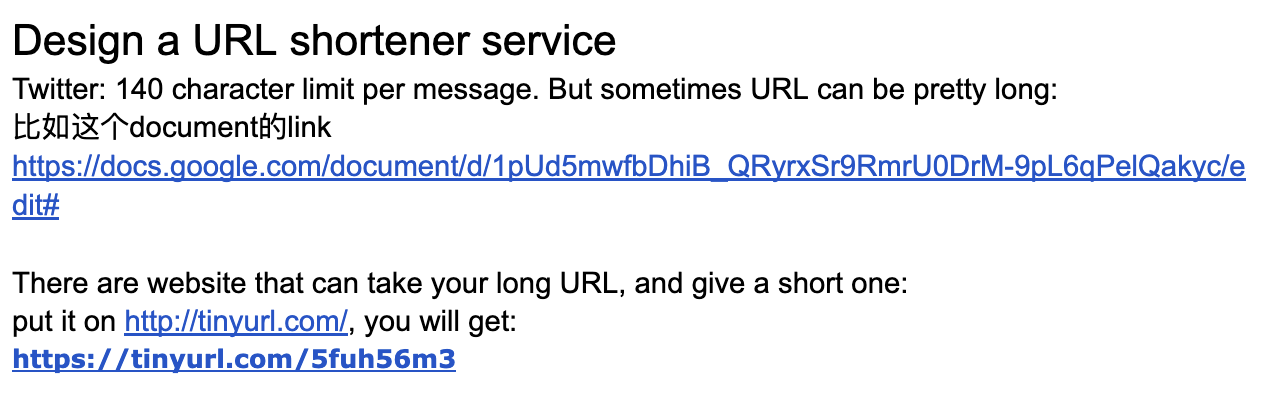 Design a URL shortener service
Twitter: 140 character limit per message. But sometimes URL can be pretty long:
比如这个document的link
https://docs.google.com/document/d/1pUd5mwfbDhiB_QRyrxSr9RmrU0DrM-9pL6qPelQakyc/e
dit#
There are website that can take your long URL, and give a short one:
put it on http://tinyurl.com/, you will get:
https://tinyurl.com/5fuh56m3